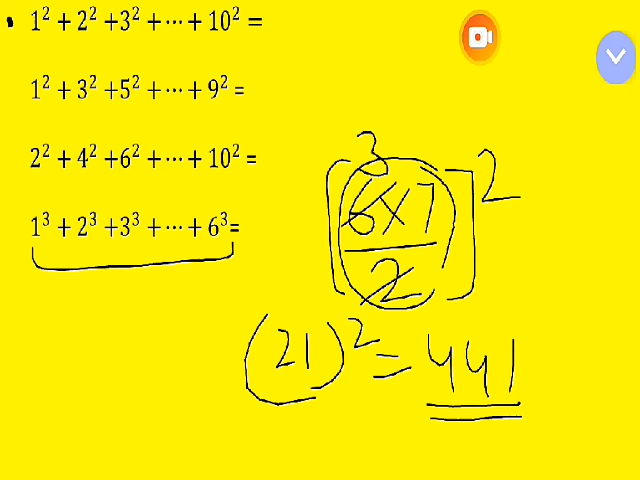 1² + 2² +3² + ⋯ + 10² =
1² + 3² + 5² + ⋯ + 9² =
2² + 4² +6² + ⋯ + 10² =
1³ + 2³ +3³ + ⋯ + 6³=
3
[6×7]²
2
(21)² = 441